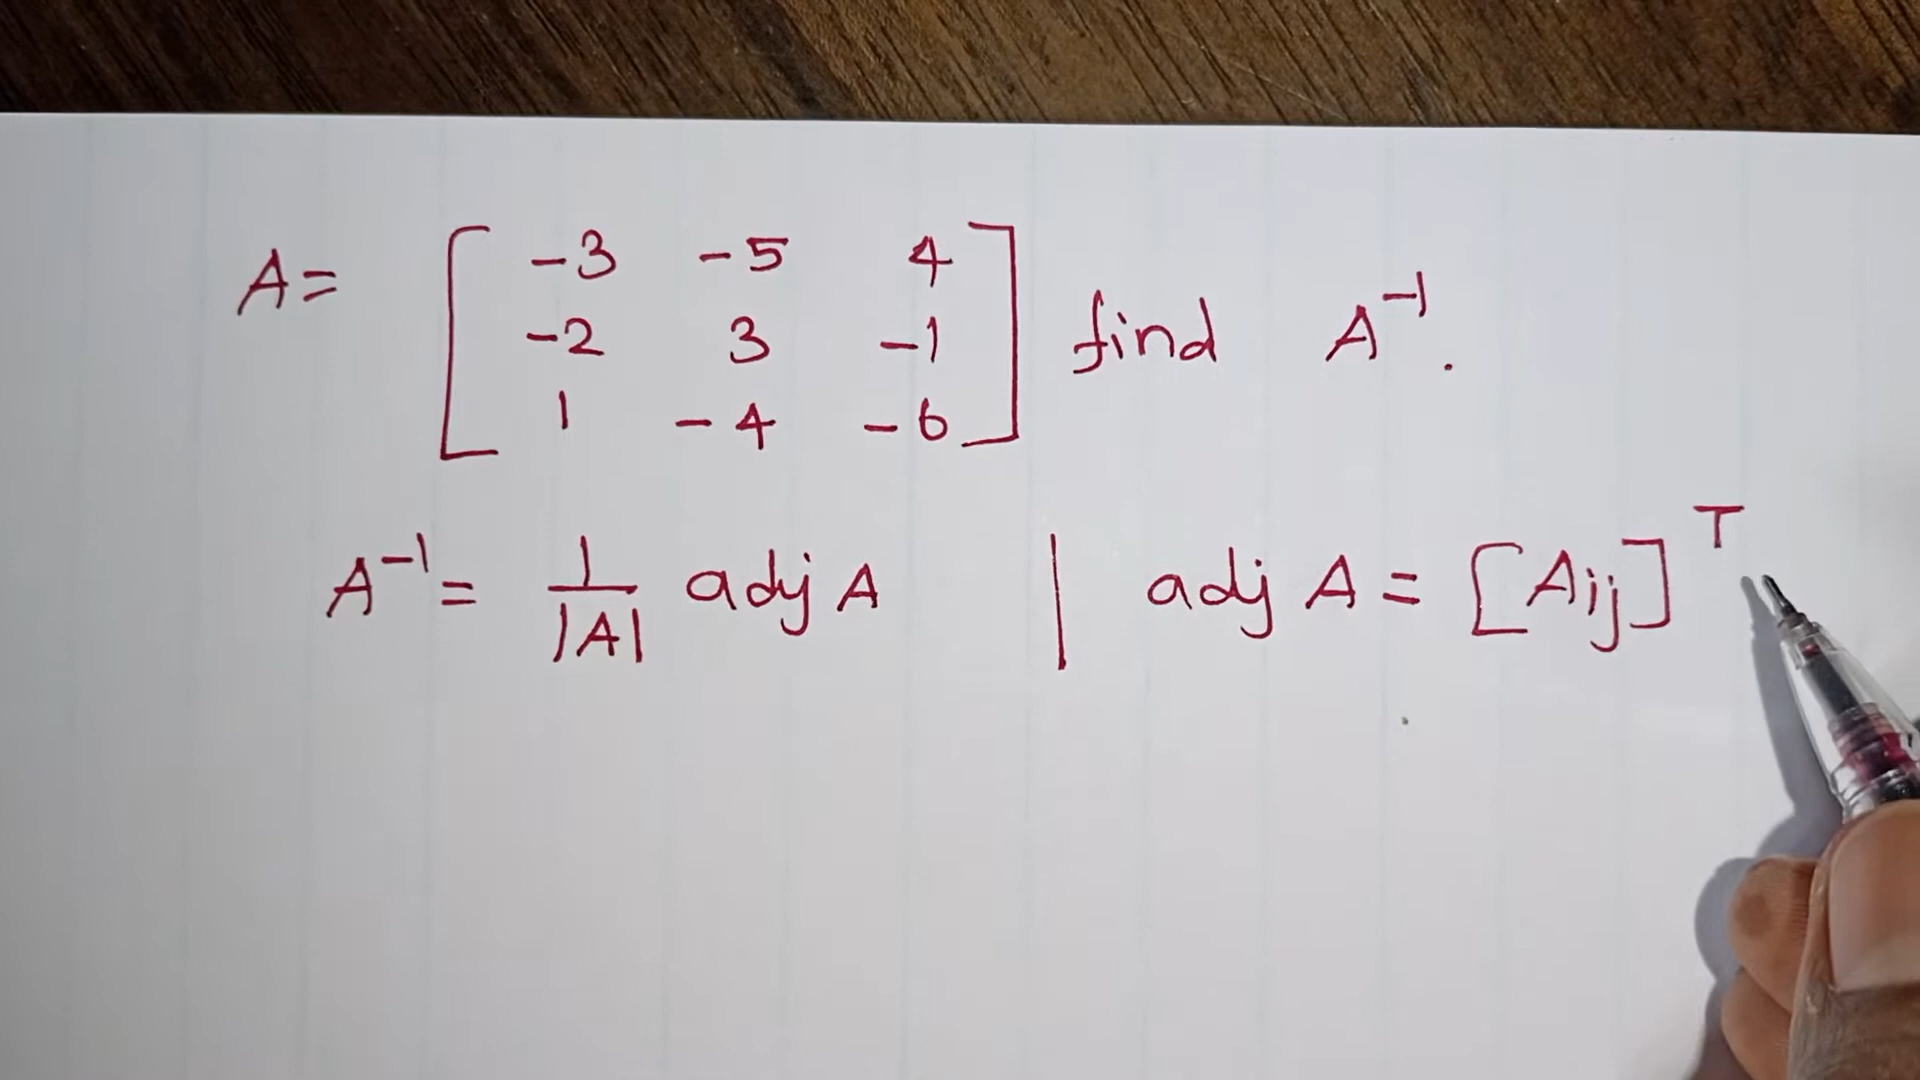 A = [ -3 -5 4
-2 3 -1
1 -4 -6 ] find A⁻¹.
A⁻¹ = 1/|A| adj A | adj A = [Aij]ᵀ